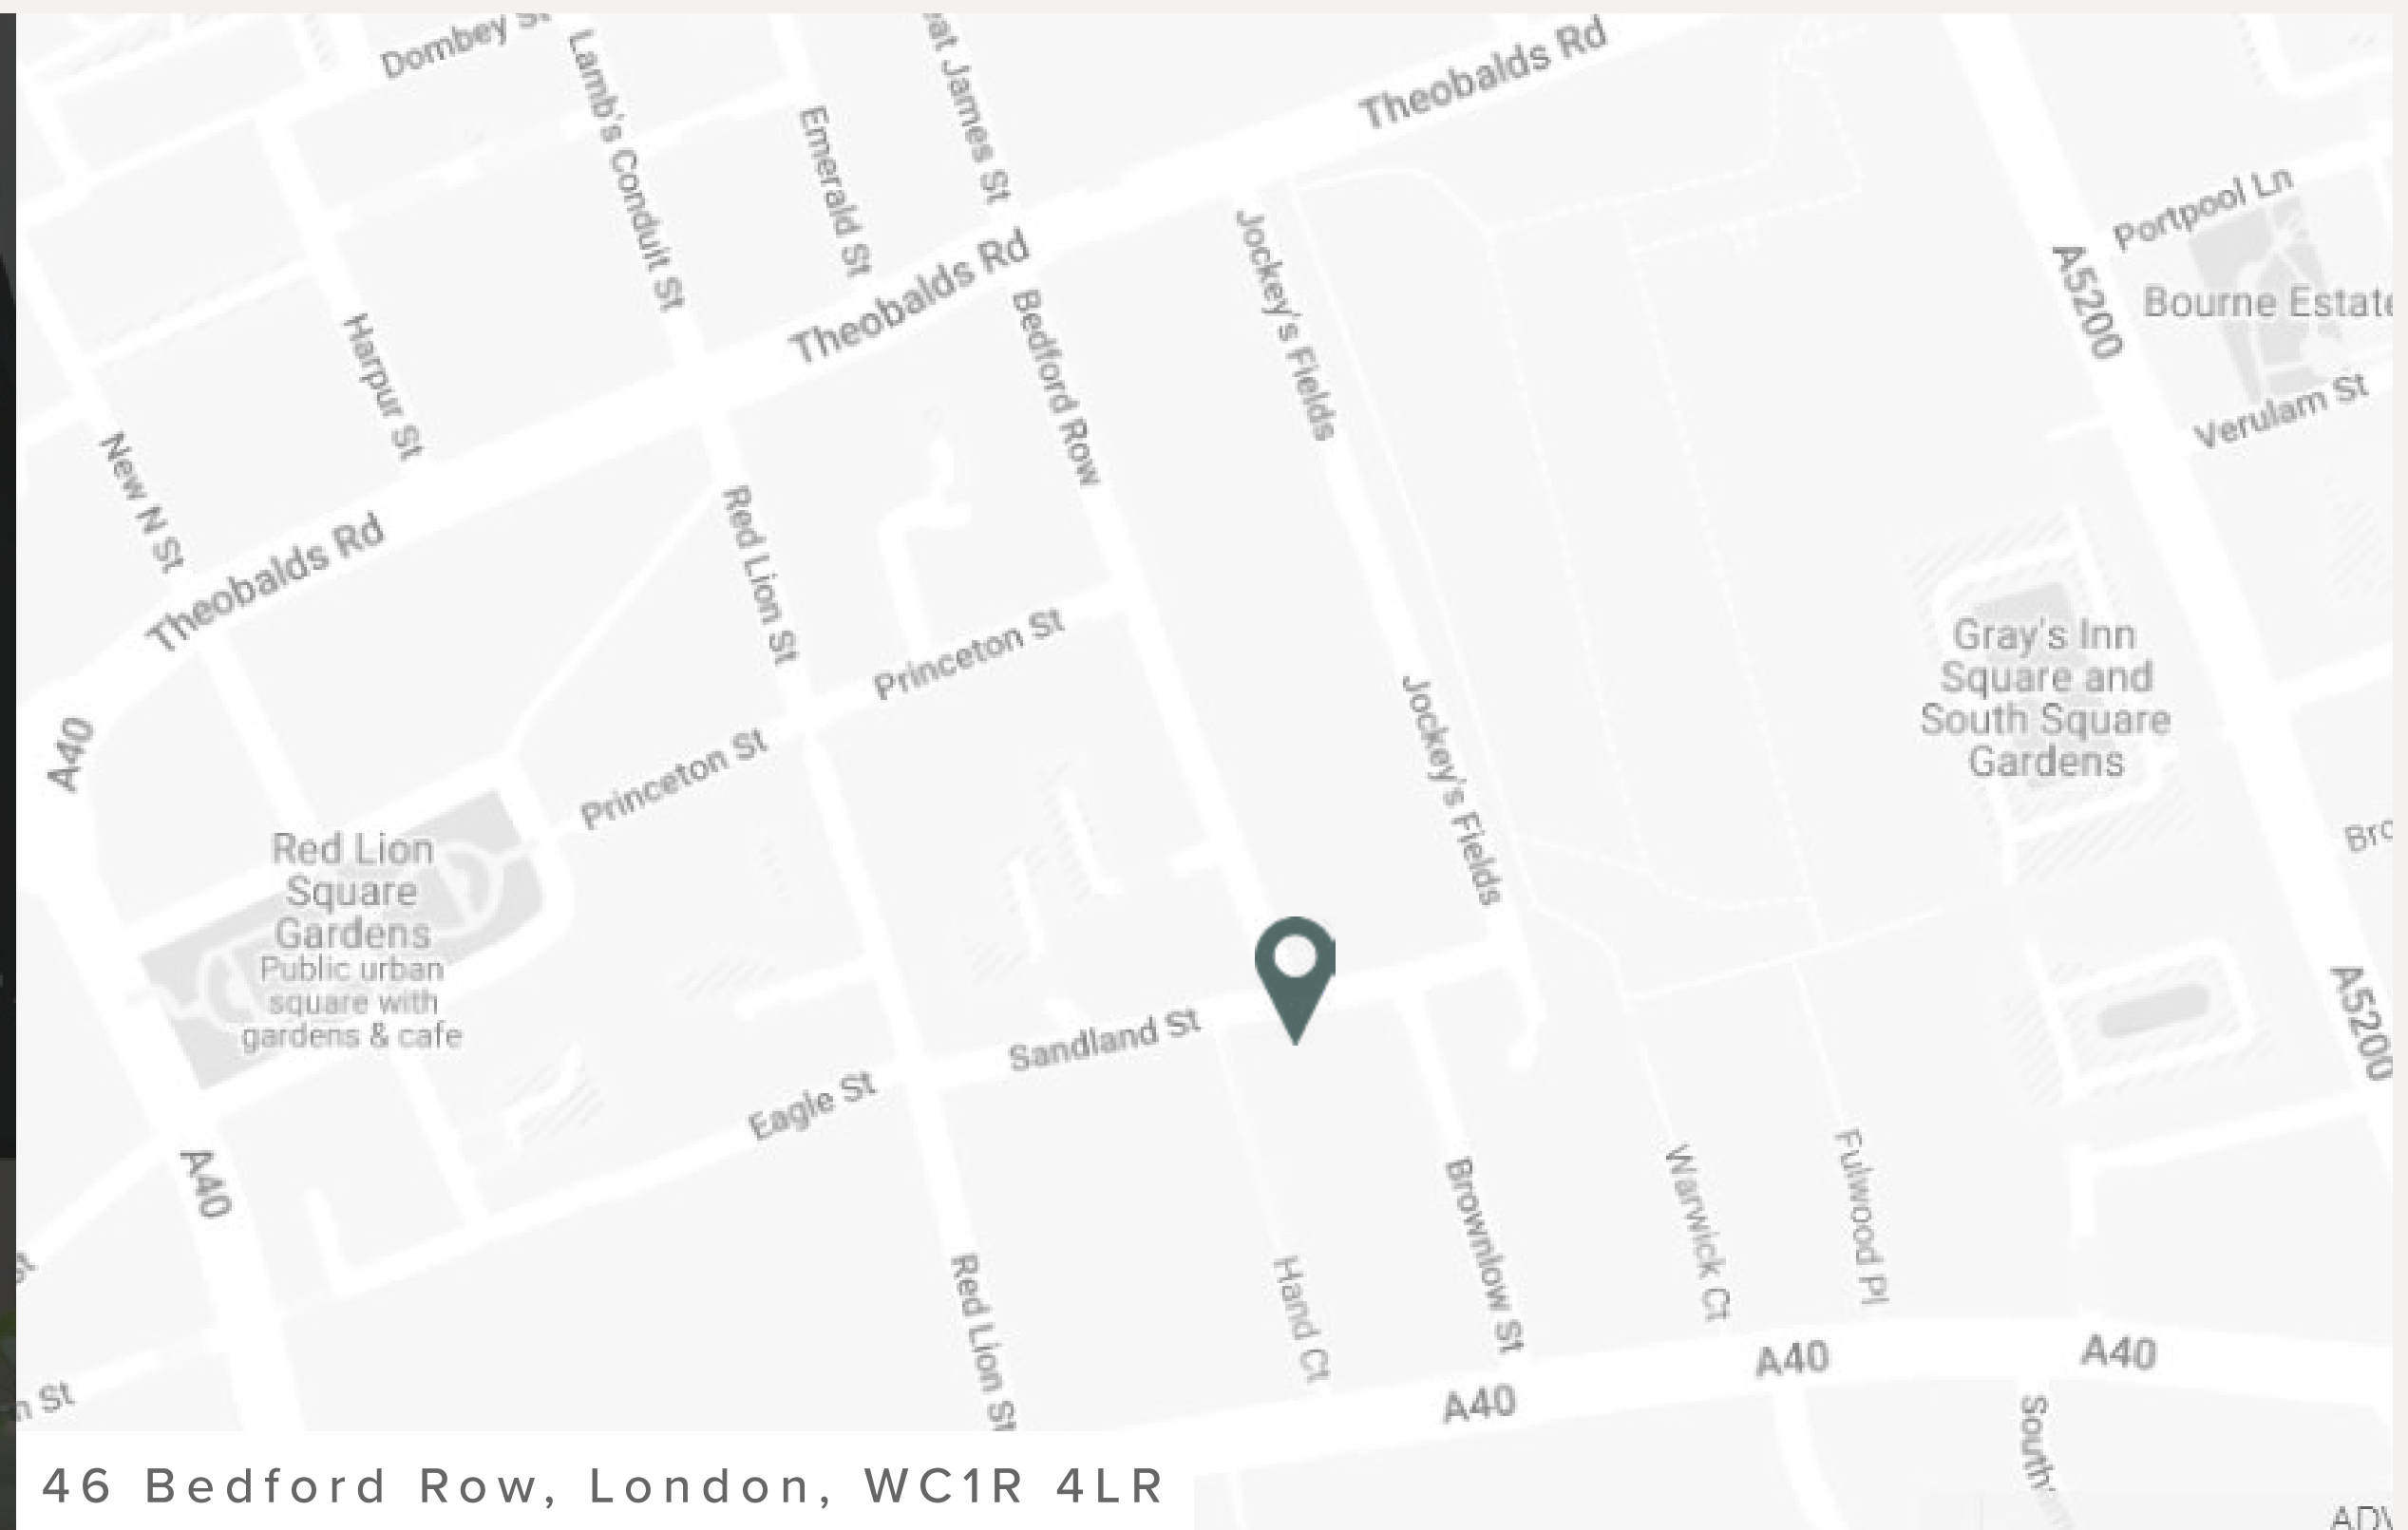 Dombey St
Lamb's Conduit St
Emerald St
James St
Theobalds Rd
Portpool Ln
A5200
Bourne Estate
Verulam St
Harpur St
Theobalds Rd
Bedford Row
Jockey's Fields
New N St
Theobalds Rd
Red Lion St
Princeton St
Princeton St
Jockey's Fields
Gray's Inn
Square and
South Square
Gardens
A40
Red Lion
Square
Gardens
Public urban
square with
gardens & cafe
Sandland St
Eagle St
A5200
A40
Brownlow St
Warwick Ct
Fulwood Pl
Red Lion St
Hand Ct
A40
A40
A40
St
South
46 Bedford Row, London, WC1R 4LR